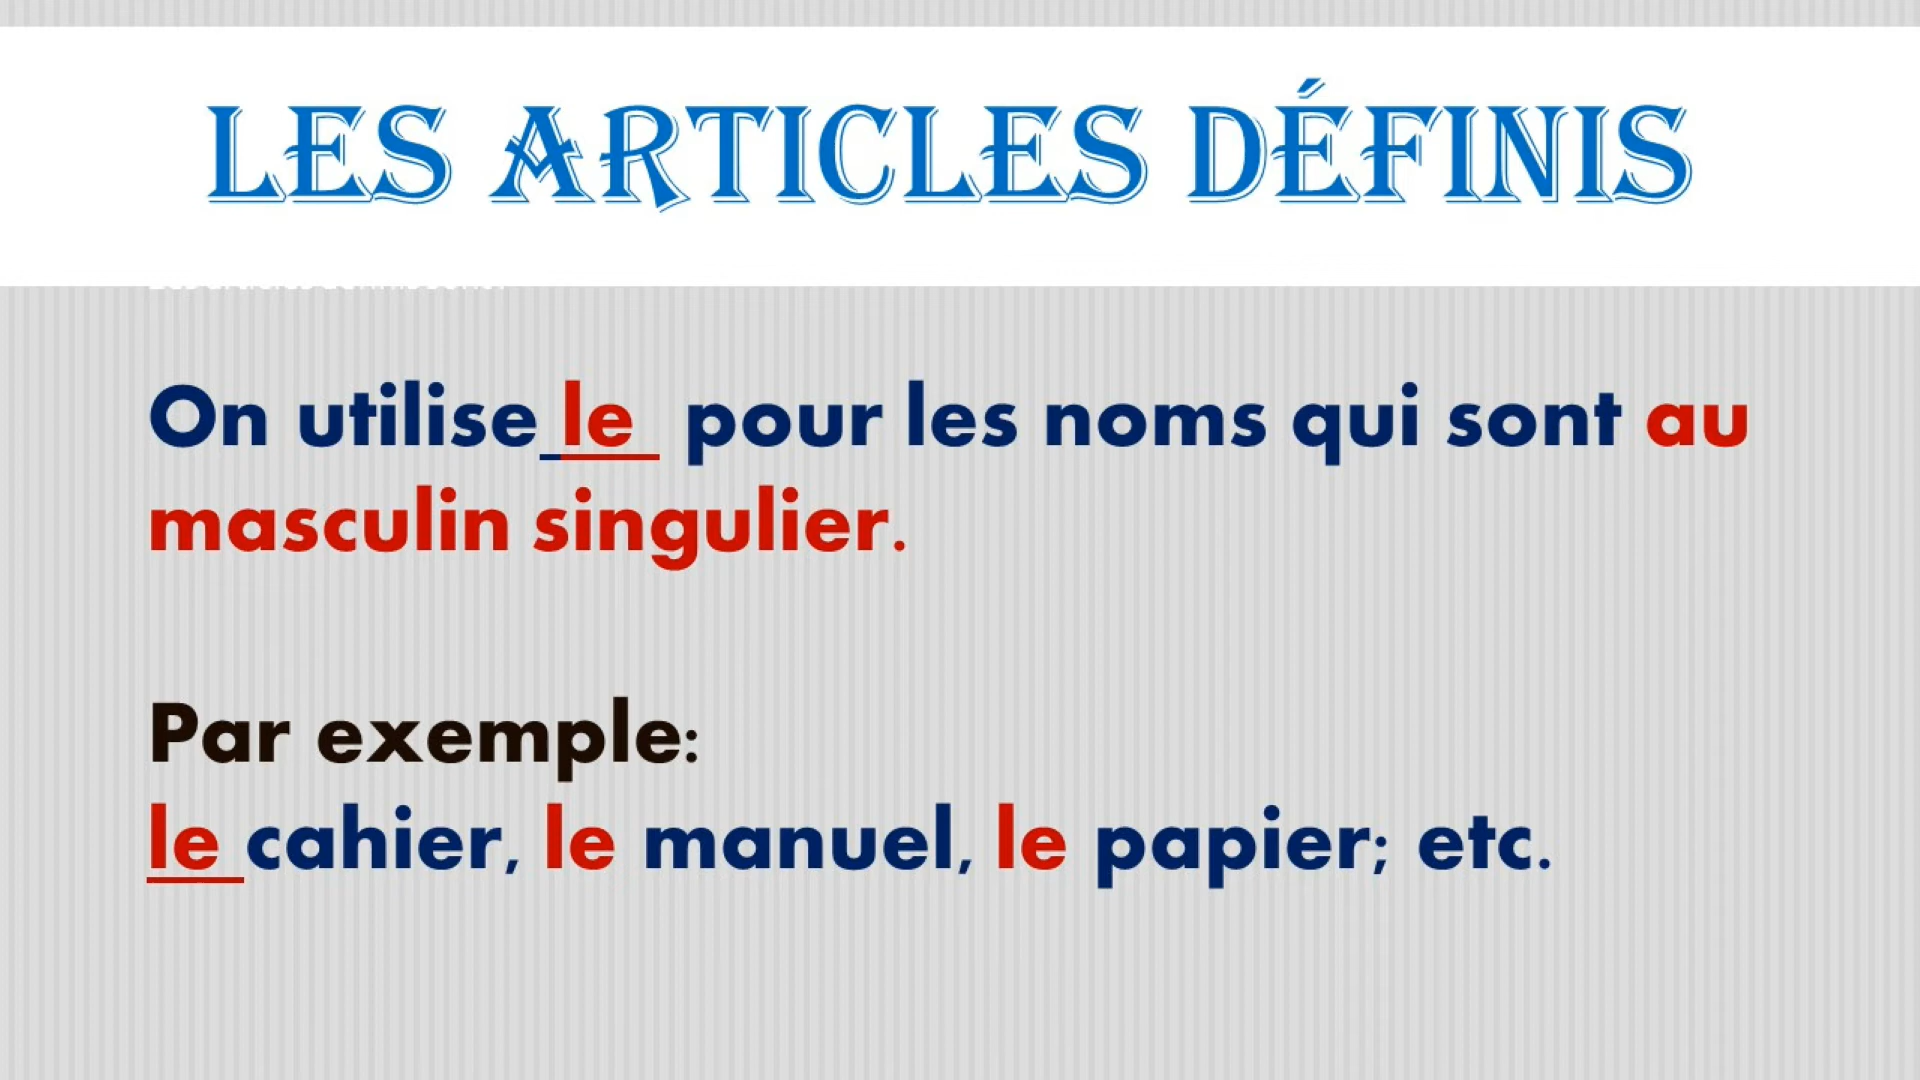 LES ARTICLES DÉFINIS
On utilise le pour les noms qui sont au
masculin singulier.
Par exemple:
le cahier, le manuel, le papier; etc.